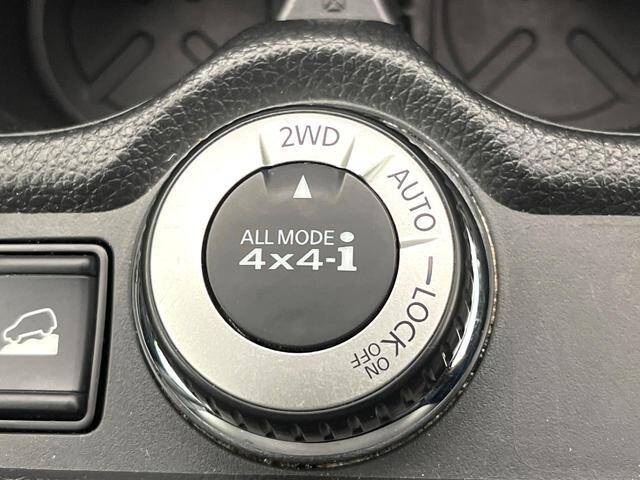 2WD
AUTO
LOCK
ON
OFF
ALL MODE
4x4-i